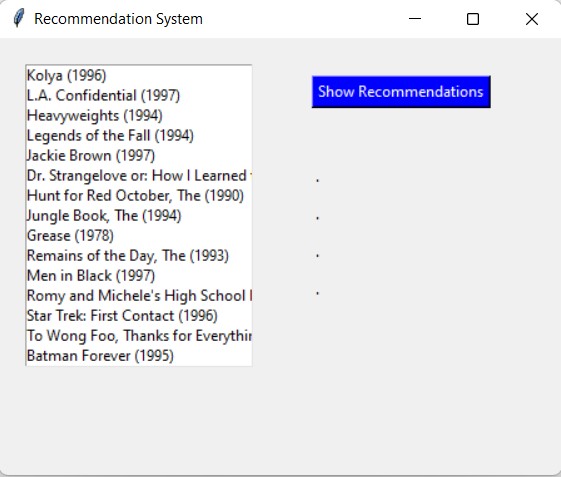 Recommendation System
Kolya (1996)
L.A. Confidential (1997)
Heavyweights (1994)
Legends of the Fall (1994)
Jackie Brown (1997)
Dr. Strangelove or: How I Learned
Hunt for Red October, The (1990)
Jungle Book, The (1994)
Grease (1978)
Remains of the Day, The (1993)
Men in Black (1997)
Romy and Michele's High School
Star Trek: First Contact (1996)
To Wong Foo, Thanks for Everythin
Batman Forever (1995)
Show Recommendations
.
.
.
.